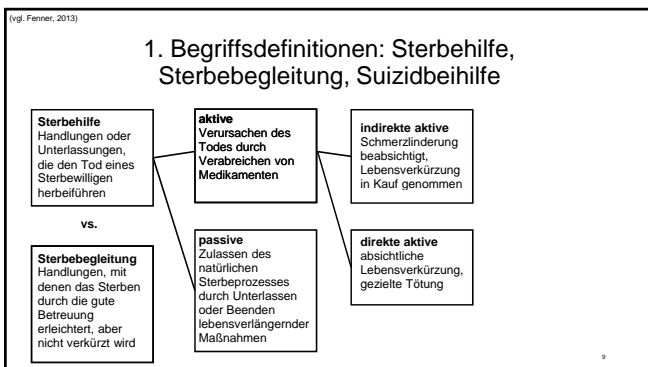 (vgl. Fenner, 2013)
1. Begriffsdefinitionen: Sterbehilfe,
Sterbebegleitung, Suizidbeihilfe
Sterbehilfe
Handlungen oder
Unterlassungen,
die den Tod eines
Sterbewilligen
herbeiführen
vs.
Sterbebegleitung
Handlungen, mit
denen das Sterben
durch die gute
Betreuung
erleichtert, aber
nicht verkürzt wird
aktive
Verursachen des
Todes durch
Verabreichen von
Medikamenten
passive
Zulassen des
natürlichen
Sterbeprozesses
durch Unterlassen
oder Beenden
lebensverlängernder
Maßnahmen
indirekte aktive
Schmerzlinderung
beabsichtigt,
Lebensverkürzung
in Kauf genommen
direkte aktive
absichtliche
Lebensverkürzung,
gezielte Tötung
9